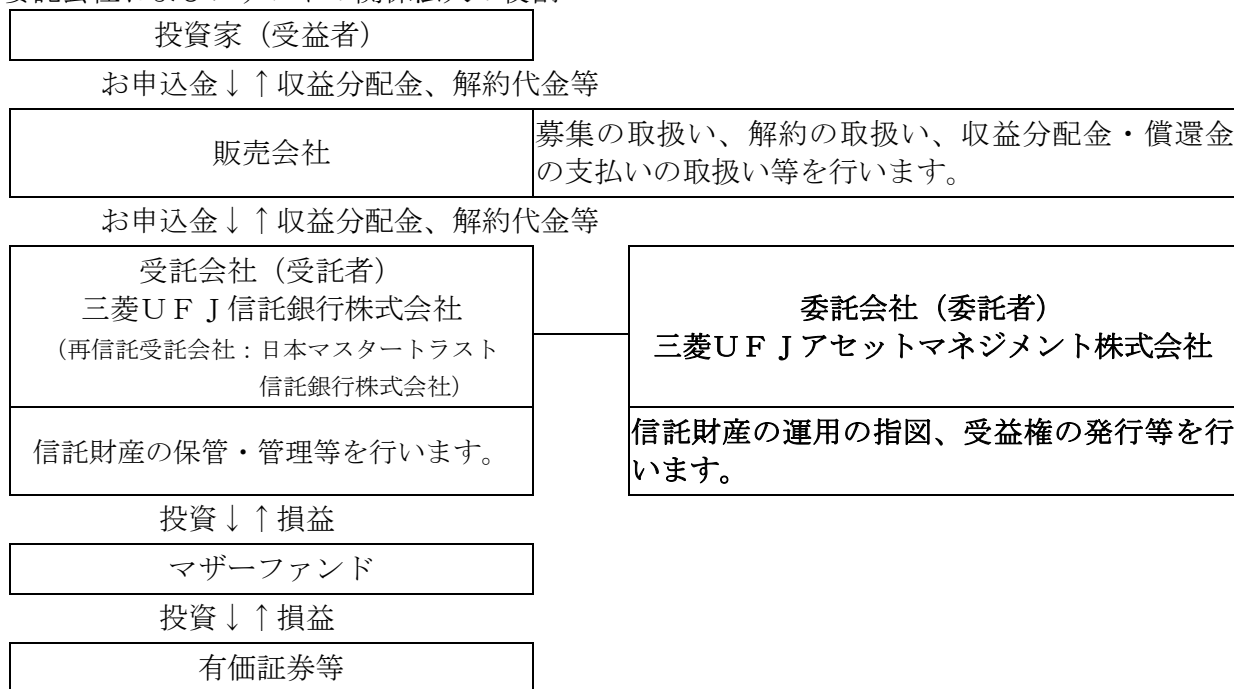 投資家（受益者）
お申込金↓↑収益分配金、解約代金等
販売会社
募集の取扱い、解約の取扱い、収益分配金・償還金
の支払いの取扱い等を行います。
お申込金↓↑収益分配金、解約代金等
受託会社（受託者）
三菱ＵＦＪ信託銀行株式会社
（再信託受託会社：日本マスタートラスト
信託銀行株式会社）
委託会社（委託者）
三菱ＵＦＪアセットマネジメント株式会社
信託財産の保管・管理等を行います。
信託財産の運用の指図、受益権の発行等を行
います。
投資↓↑損益
マザーファンド
投資↓↑損益
有価証券等